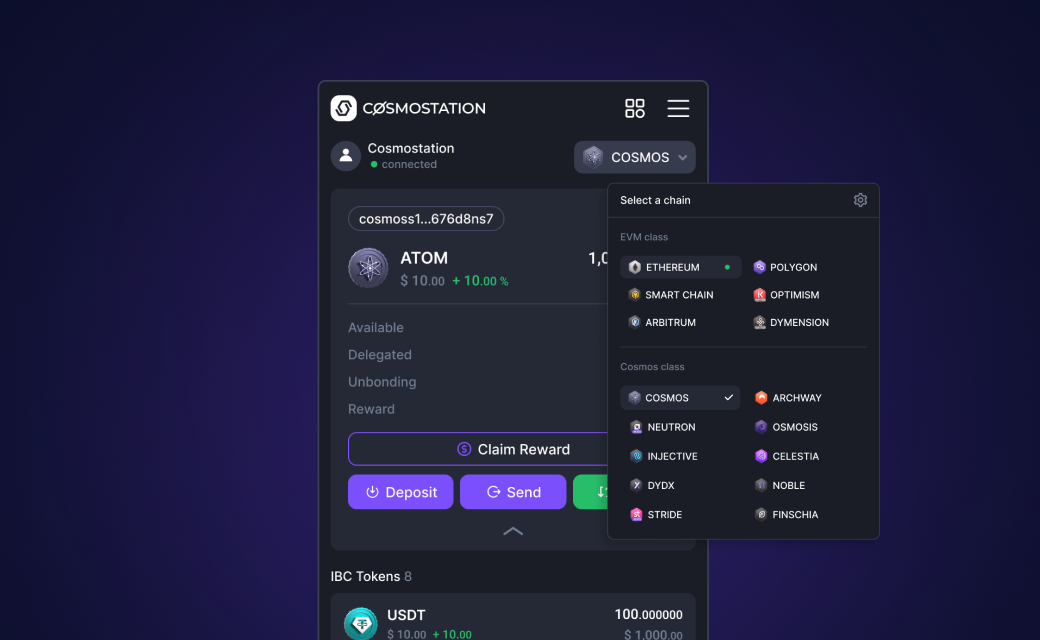 CØSMOSTATION
Cosmostation
connected
COSMOS
Select a chain
cosmoss1...676d8ns7
EVM class
ATOM
1,0
$ 10.00 + 10.00 %
ETHEREUM POLYGON
SMART CHAIN OPTIMISM
ARBITRUM DYMENSION
Available
Delegated
Unbonding
Reward
Cosmos class
COSMOS ARCHWAY
NEUTRON OSMOSIS
INJECTIVE CELESTIA
DYDX NOBLE
STRIDE FINSCHIA
Claim Reward
Deposit Send
IBC Tokens 8
USDT 100.000000
$ 10.00 + 10.00 $ 1,000.00